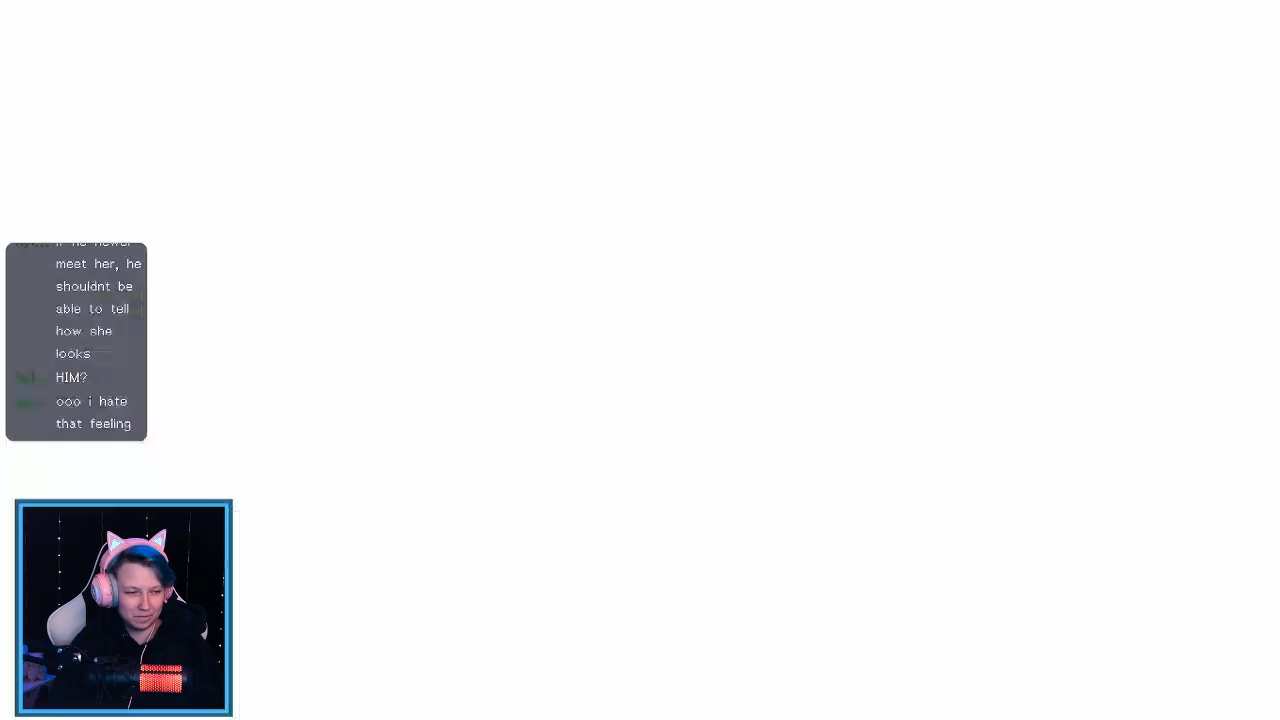 meet her, he
shouldnt be
able to tell
how she
looks
HIM?
ooo i hate
that feeling